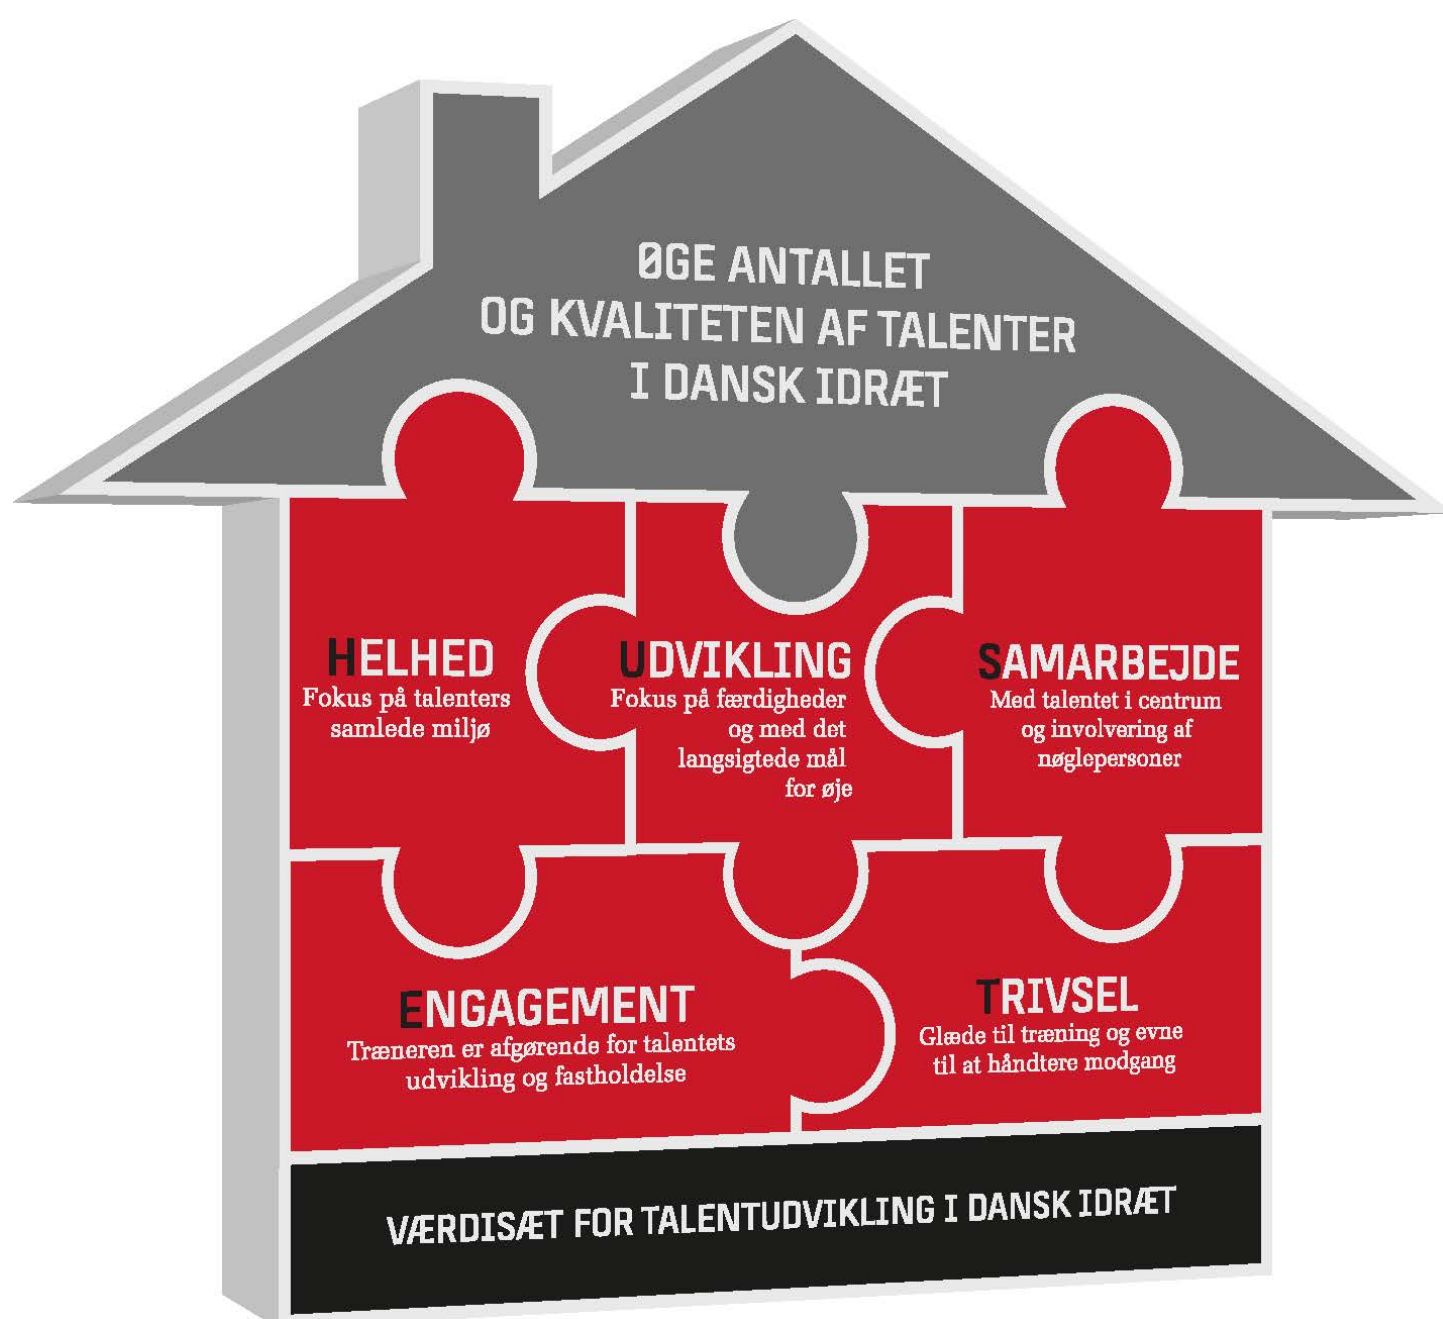 ØGE ANTALLET
OG KVALITETEN AF TALENTER
I DANSK IDRÆT
HELHED
Fokus på talenters
samlede miljø
UDVIKLING
Fokus på færdigheder
og med det
langsigtede mål
for øje
SAMARBEJDE
Med talentet i centrum
og involvering af
nøglepersoner
ENGAGEMENT
Træneren er afgørende for talentets
udvikling og fastholdelse
TRIVSEL
Glæde til træning og evne
til at håndtere modgang
VÆRDISÆT FOR TALENTUDVIKLING I DANSK IDRÆT